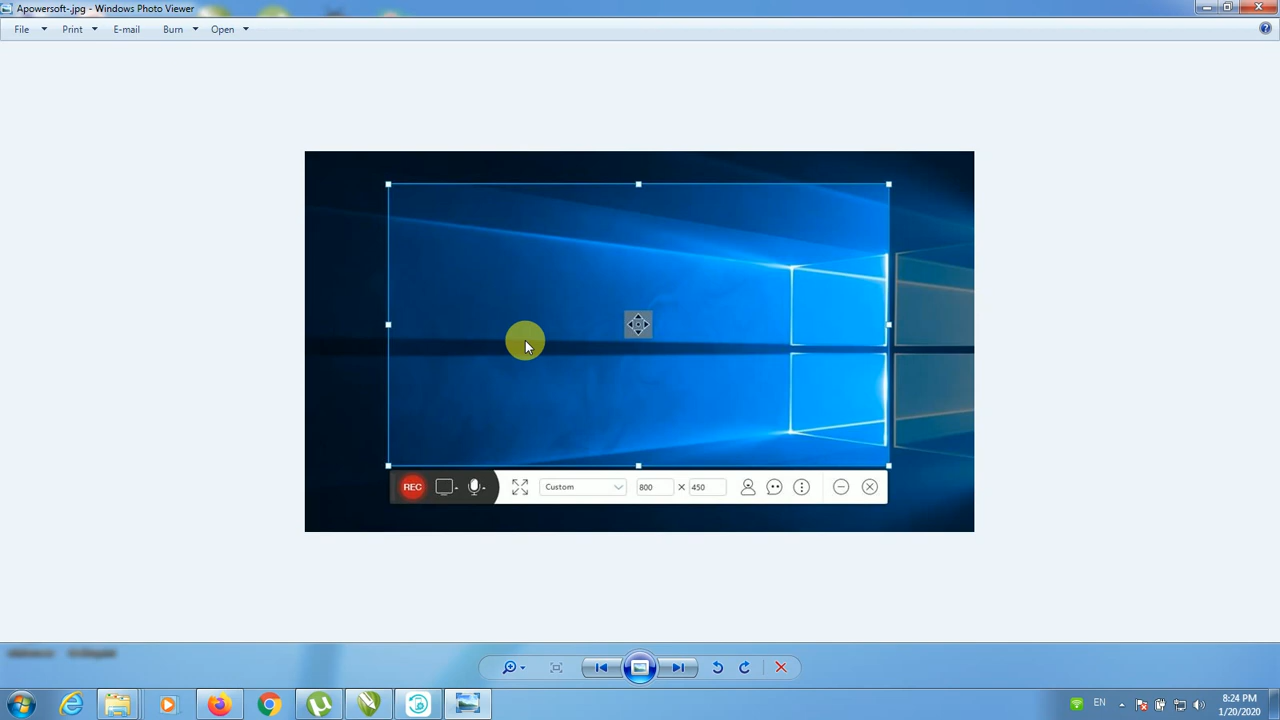 Apowersoft-.jpg - Windows Photo Viewer
File Print E-mail Burn Open
REC Custom 800 450
EN
8:24 PM
1/20/2020